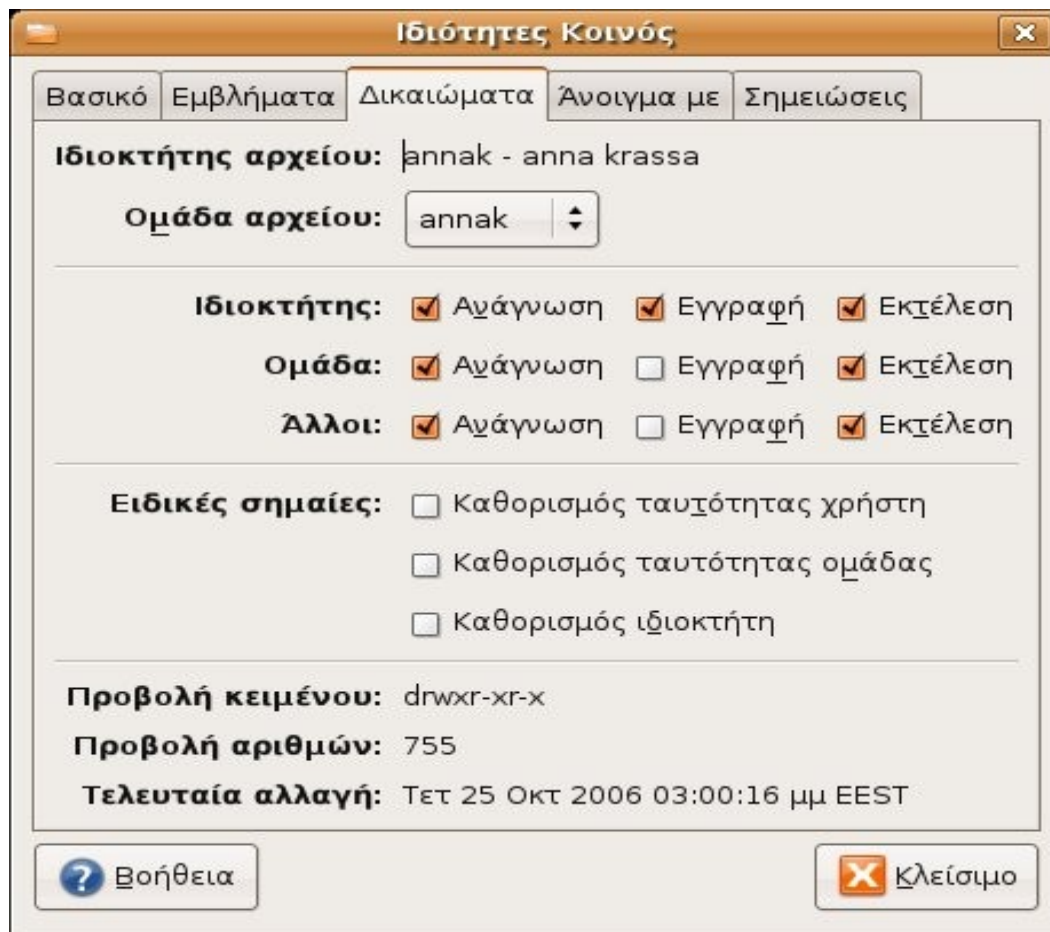 Ιδιότητες Κοινός
Βασικό Εμβλήματα Δικαιώματα Άνοιγμα με Σημειώσεις
Ιδιοκτήτης αρχείου: annak - anna krassa
Ομάδα αρχείου: annak
Ιδιοκτήτης: Ανάγνωση Εγγραφή Εκτέλεση
Ομάδα: Ανάγνωση Εγγραφή Εκτέλεση
Άλλοι: Ανάγνωση Εγγραφή Εκτέλεση
Ειδικές σημαίες: Καθορισμός ταυτότητας χρήστη
Καθορισμός ταυτότητας ομάδας
Καθορισμός ιδιοκτήτη
Προβολή κειμένου: drwxr-xr-x
Προβολή αριθμών: 755
Τελευταία αλλαγή: Τετ 25 Οκτ 2006 03:00:16 μμ EEST
Βοήθεια Κλείσιμο